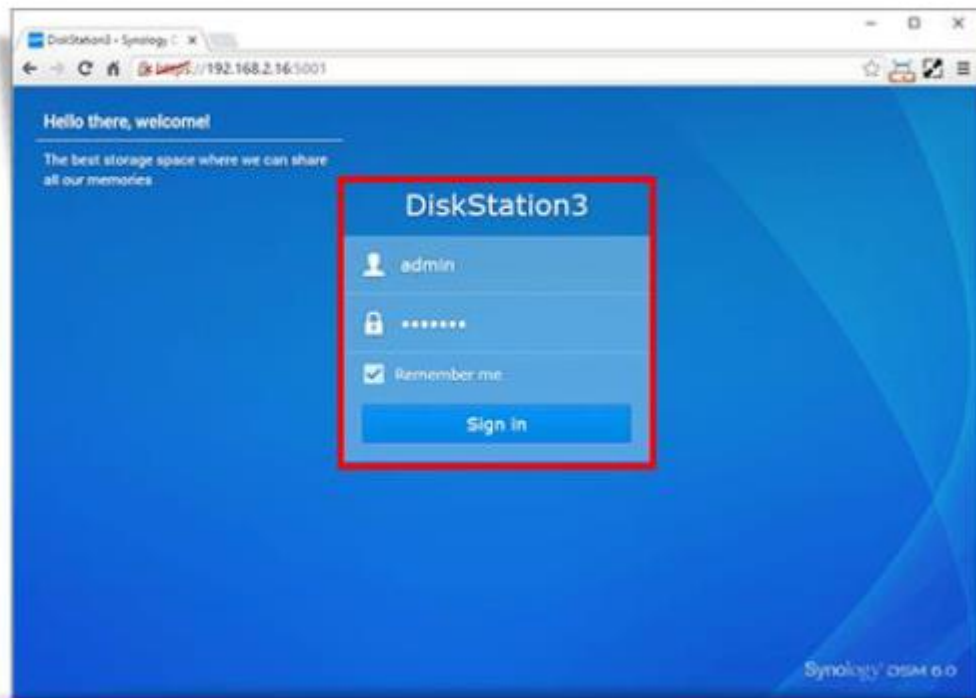 DiskStation3 - Synology
https://192.168.2.16:5001
Hello there, welcome!
The best storage space where we can share
all our memories
DiskStation3
admin
•••••••
Remember me
Sign in
Synology DSM 6.0